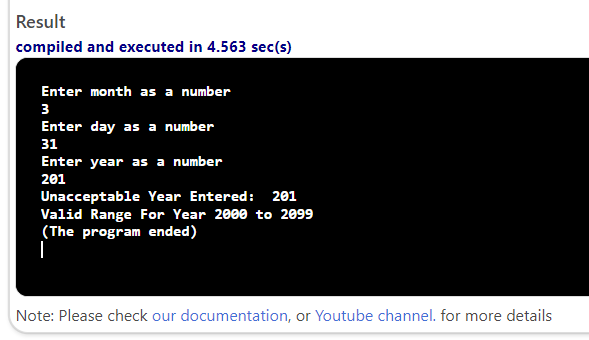 Result
compiled and executed in 4.563 sec(s)
Enter month as a number
3
Enter day as a number
31
Enter year as a number
201
Unacceptable Year Entered:  201
Valid Range For Year 2000 to 2099
(The program ended)
Note: Please check our documentation, or Youtube channel. for more details